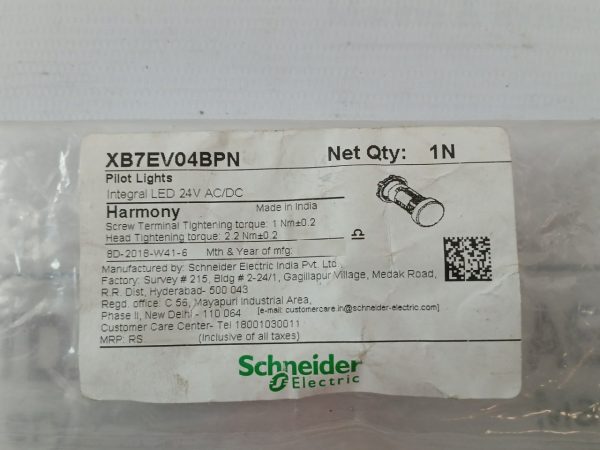 XB7EV04BPN Net Qty: 1N
Pilot Lights
Integral LED 24V AC/DC
Harmony Made in India
Screw Terminal Tightening torque: 1 Nm±0.2
Head Tightening torque: 2.2 Nm±0.2
8D-2018-W41-6 Mth & Year of mfg:
Manufactured by: Schneider Electric India Pvt. Ltd.,
Factory: Survey # 215, Bldg # 2-24/1, Gagillapur Village, Medak Road,
R.R. Dist, Hyderabad- 500 043
Regd. office: C 56, Mayapuri Industrial Area,
Phase II, New Delhi - 110 064 [e-mail: customercare.in@schneider-electric.com]
Customer Care Center- Tel 18001030011
MRP: RS (Inclusive of all taxes)
Schneider
Electric